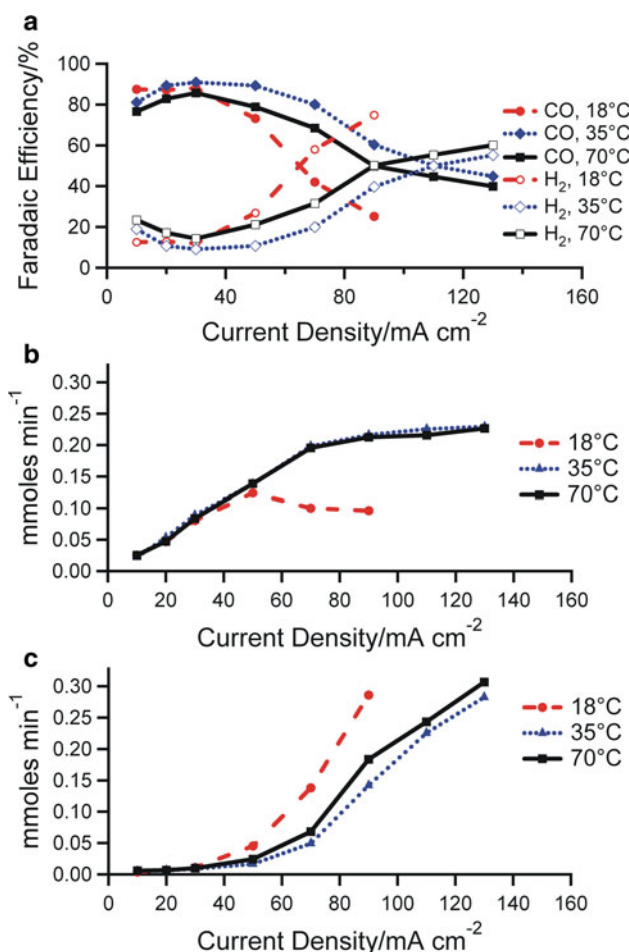 a
Faradaic Efficiency/%
100
80
60
40
20
0
0
40
80
120
160
Current Density/mA cm⁻²
CO, 18°C
CO, 35°C
CO, 70°C
H₂, 18°C
H₂, 35°C
H₂, 70°C
b
mmoles min⁻¹
0.30
0.25
0.20
0.15
0.10
0.05
0.00
0 20 40 60 80 100 120 140 160
Current Density/mA cm⁻²
18°C
35°C
70°C
c
mmoles min⁻¹
0.30
0.25
0.20
0.15
0.10
0.05
0.00
0 20 40 60 80 100 120 140 160
Current Density/mA cm⁻²
18°C
35°C
70°C